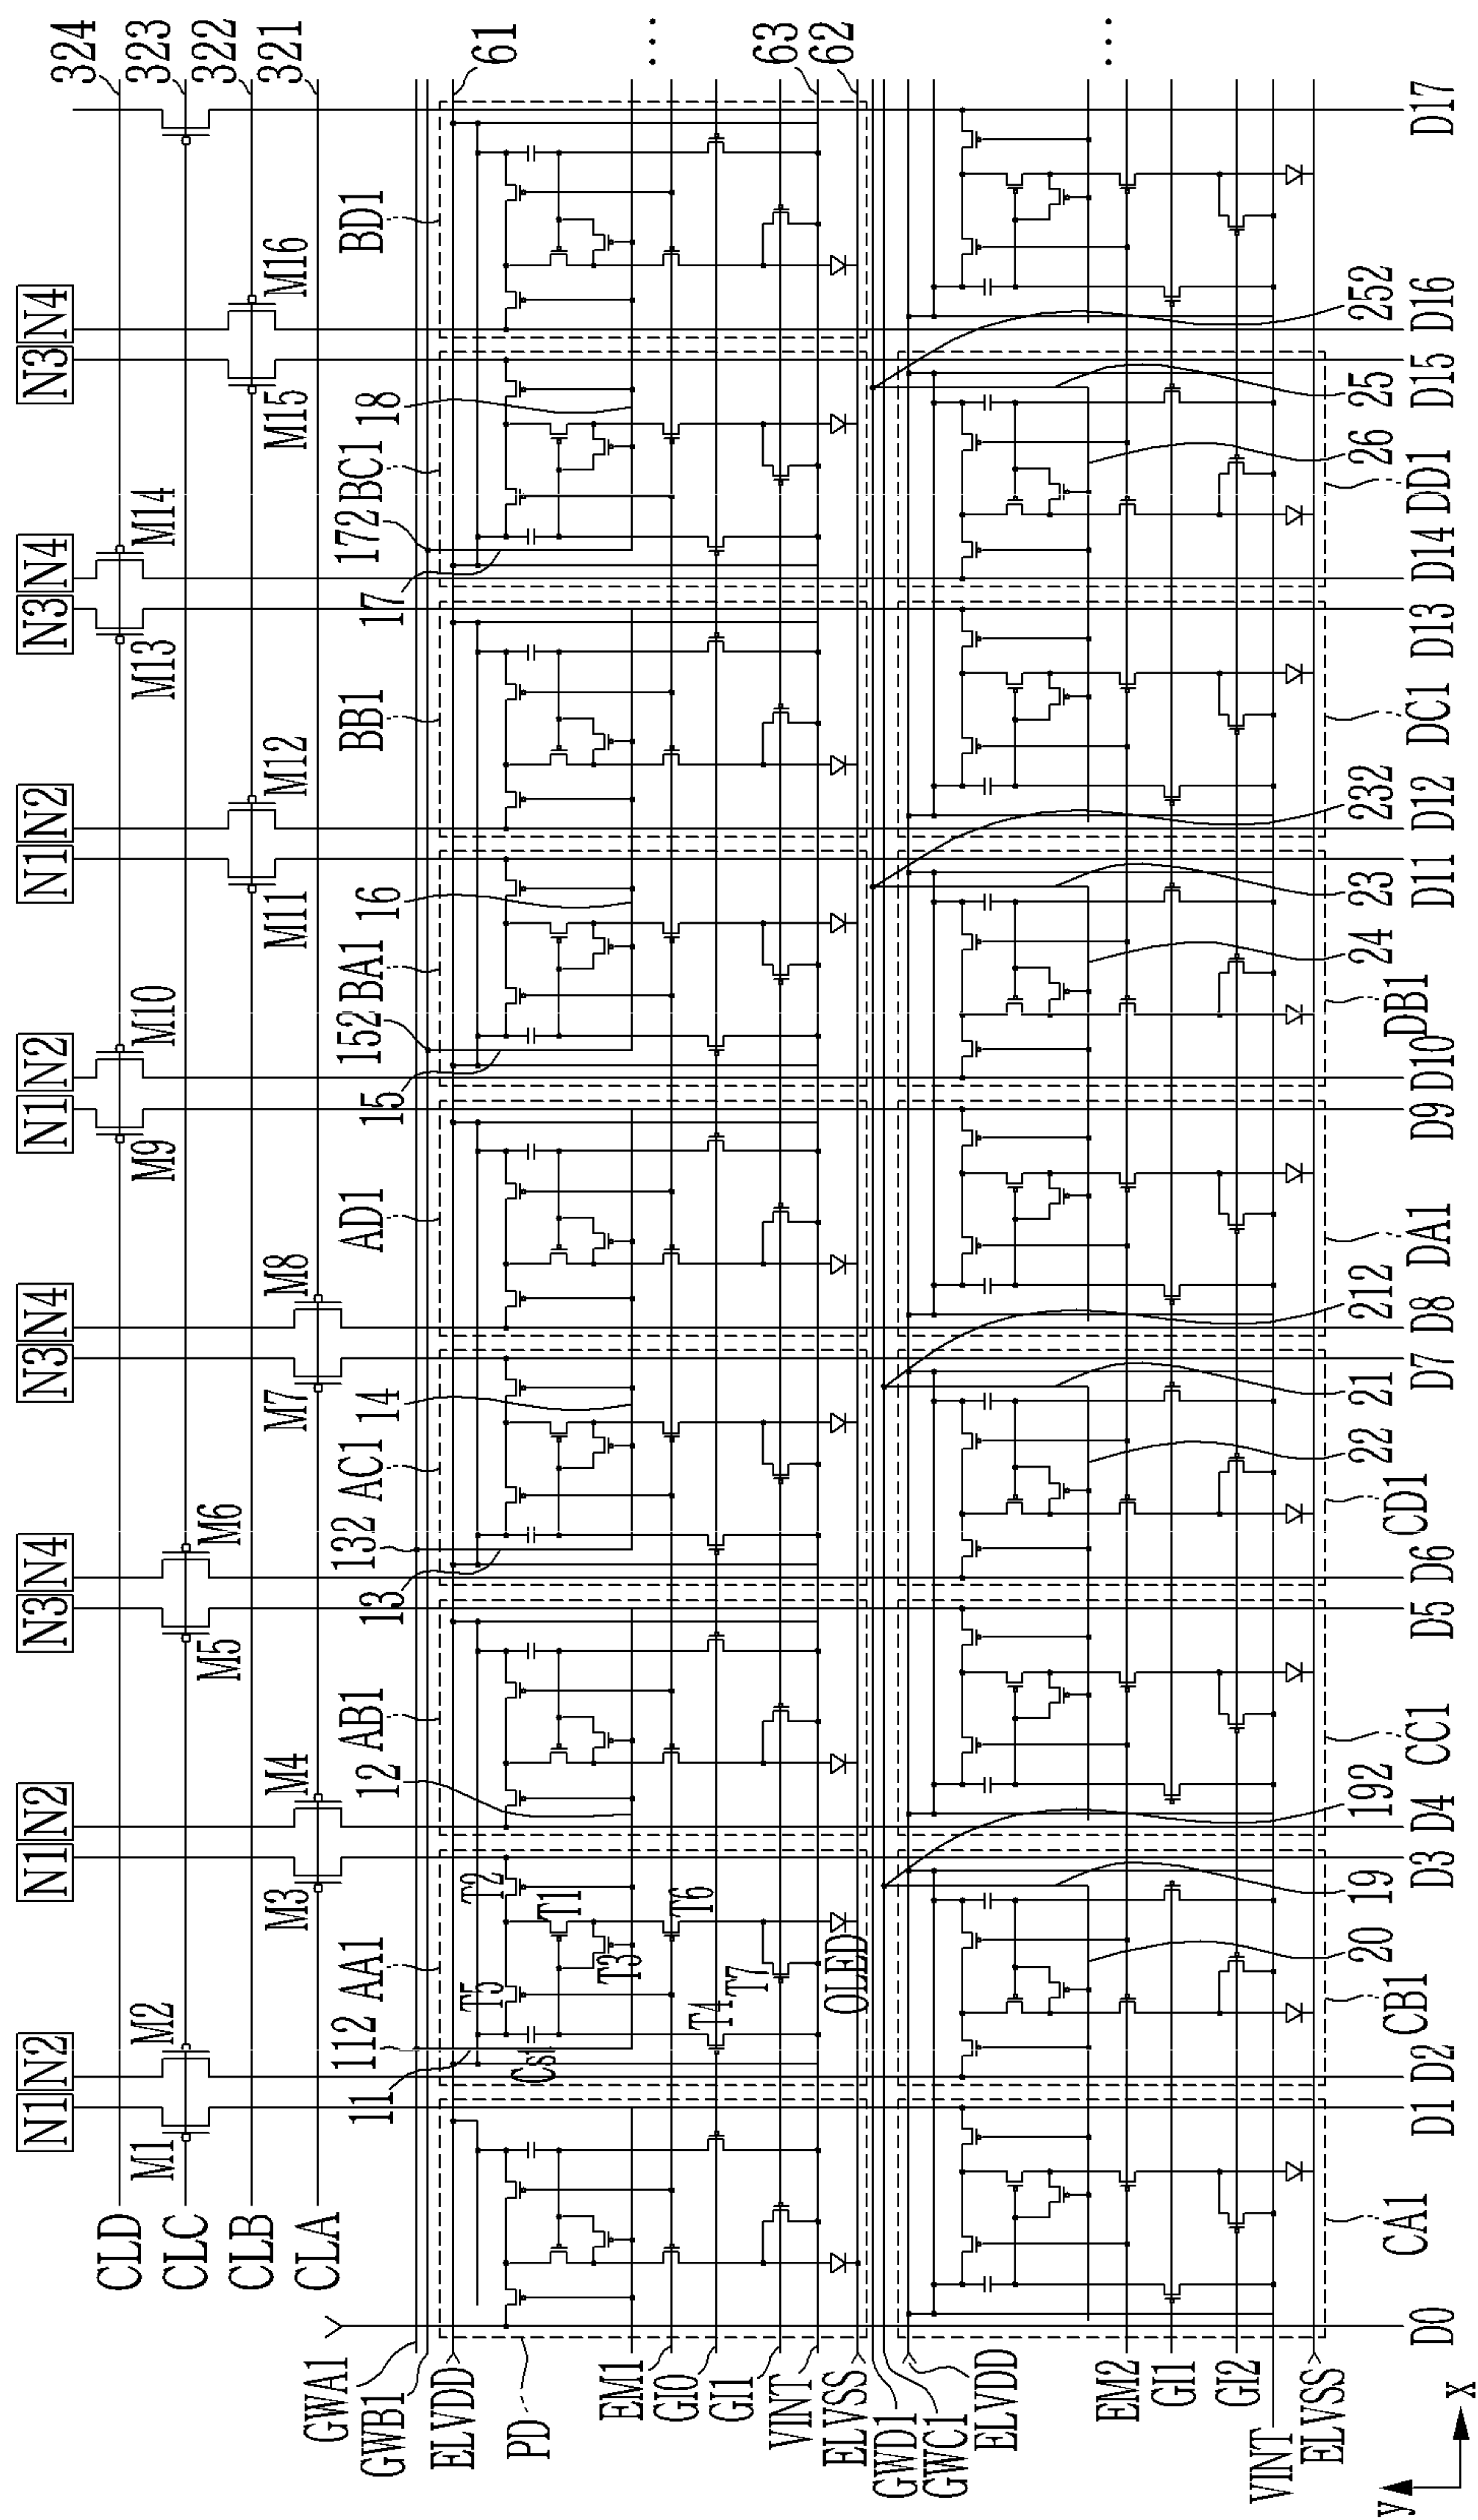 N1 N2 N1 N2 N3 N4 N3 N4 N1 N2 N1 N2 N3 N4 N3 N4
324
CLD
M1 M2 M9 M10 M13 M14 323
CLC
M5 M6 322
CLB
M3 M4 M7 M8 M11 M12 M15 M16 321
CLA
GWA1
112 AA1 AB1 132 AC1 AD1 152 BA1 BB1 172 BC1 BD1
GWB1 11 12 13 14 15 16 17 18
ELVDD
T5 T2 61
PD Cs1 T1
EM1 T3 ...
GI0 T6
GI1 T4
T7
VINT 63
ELVSS OLED 62
GWD1
GWC1
ELVDD
EM2 ...
GI1
GI2
VINT
ELVSS
20 19 192 22 21 212 24 23 232 26 25 252
CA1 CB1 CC1 CD1 DA1 DB1 DC1 DD1
D0 D1 D2 D3 D4 D5 D6 D7 D8 D9 D10 D11 D12 D13 D14 D15 D16 D17
y
x